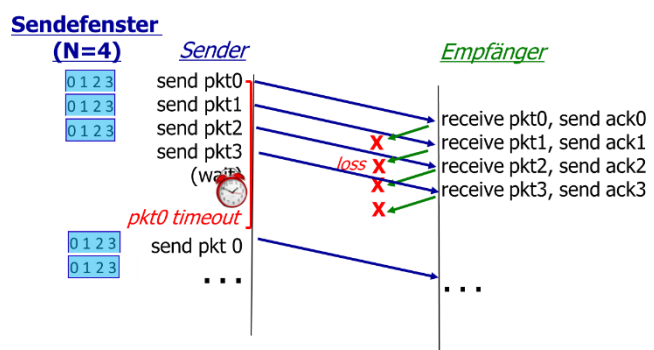 Sendefenster
(N=4)
Sender
Empfänger
0 1 2 3
send pkt0
0 1 2 3
send pkt1
0 1 2 3
send pkt2
send pkt3
(wait)
receive pkt0, send ack0
X
receive pkt1, send ack1
loss X
receive pkt2, send ack2
X
receive pkt3, send ack3
X
pkt0 timeout
0 1 2 3
send pkt 0
0 1 2 3
...
...